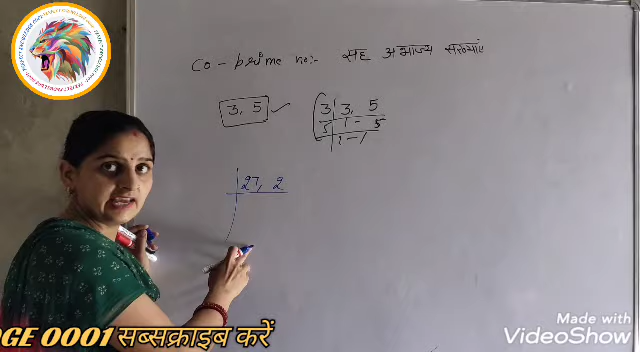 Co-prime no:- सह अभाज्य संख्याएं
3, 5 ✓
3 | 3, 5
5 | 1 - 5
1 - 1
27, 2
DGE 0001 सब्सक्राइब करें
Made with
VideoShow